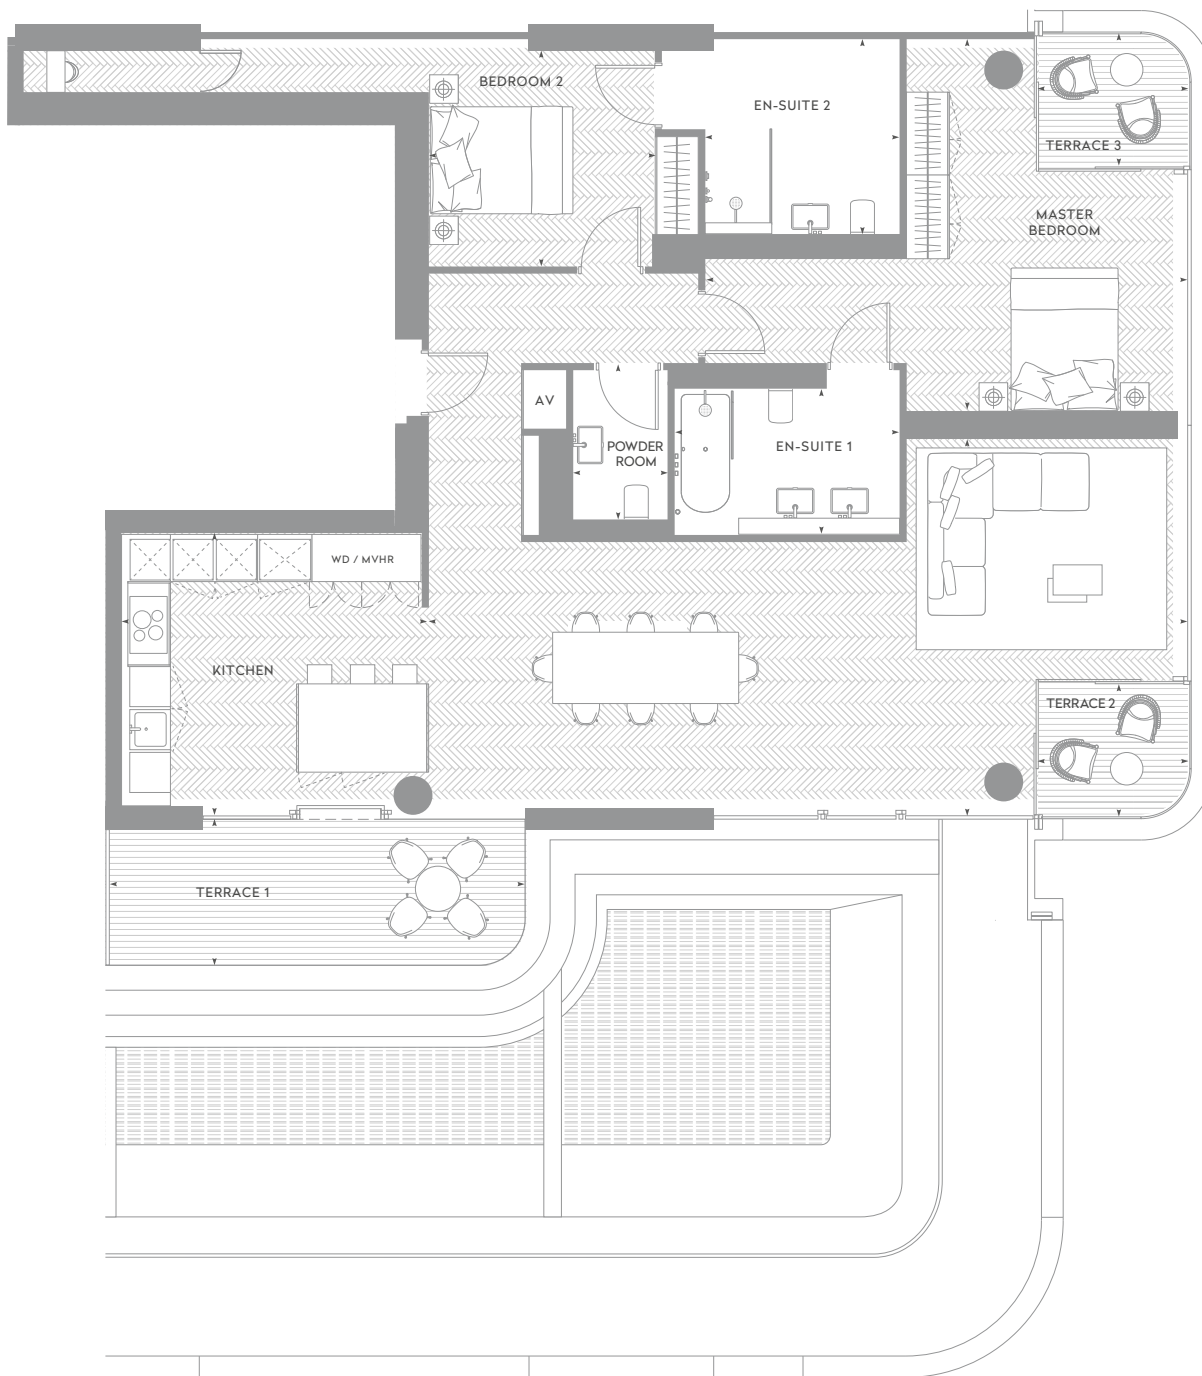 BEDROOM 2
EN-SUITE 2
TERRACE 3
MASTER
BEDROOM
AV
POWDER
ROOM
EN-SUITE 1
WD / MVHR
KITCHEN
TERRACE 2
TERRACE 1